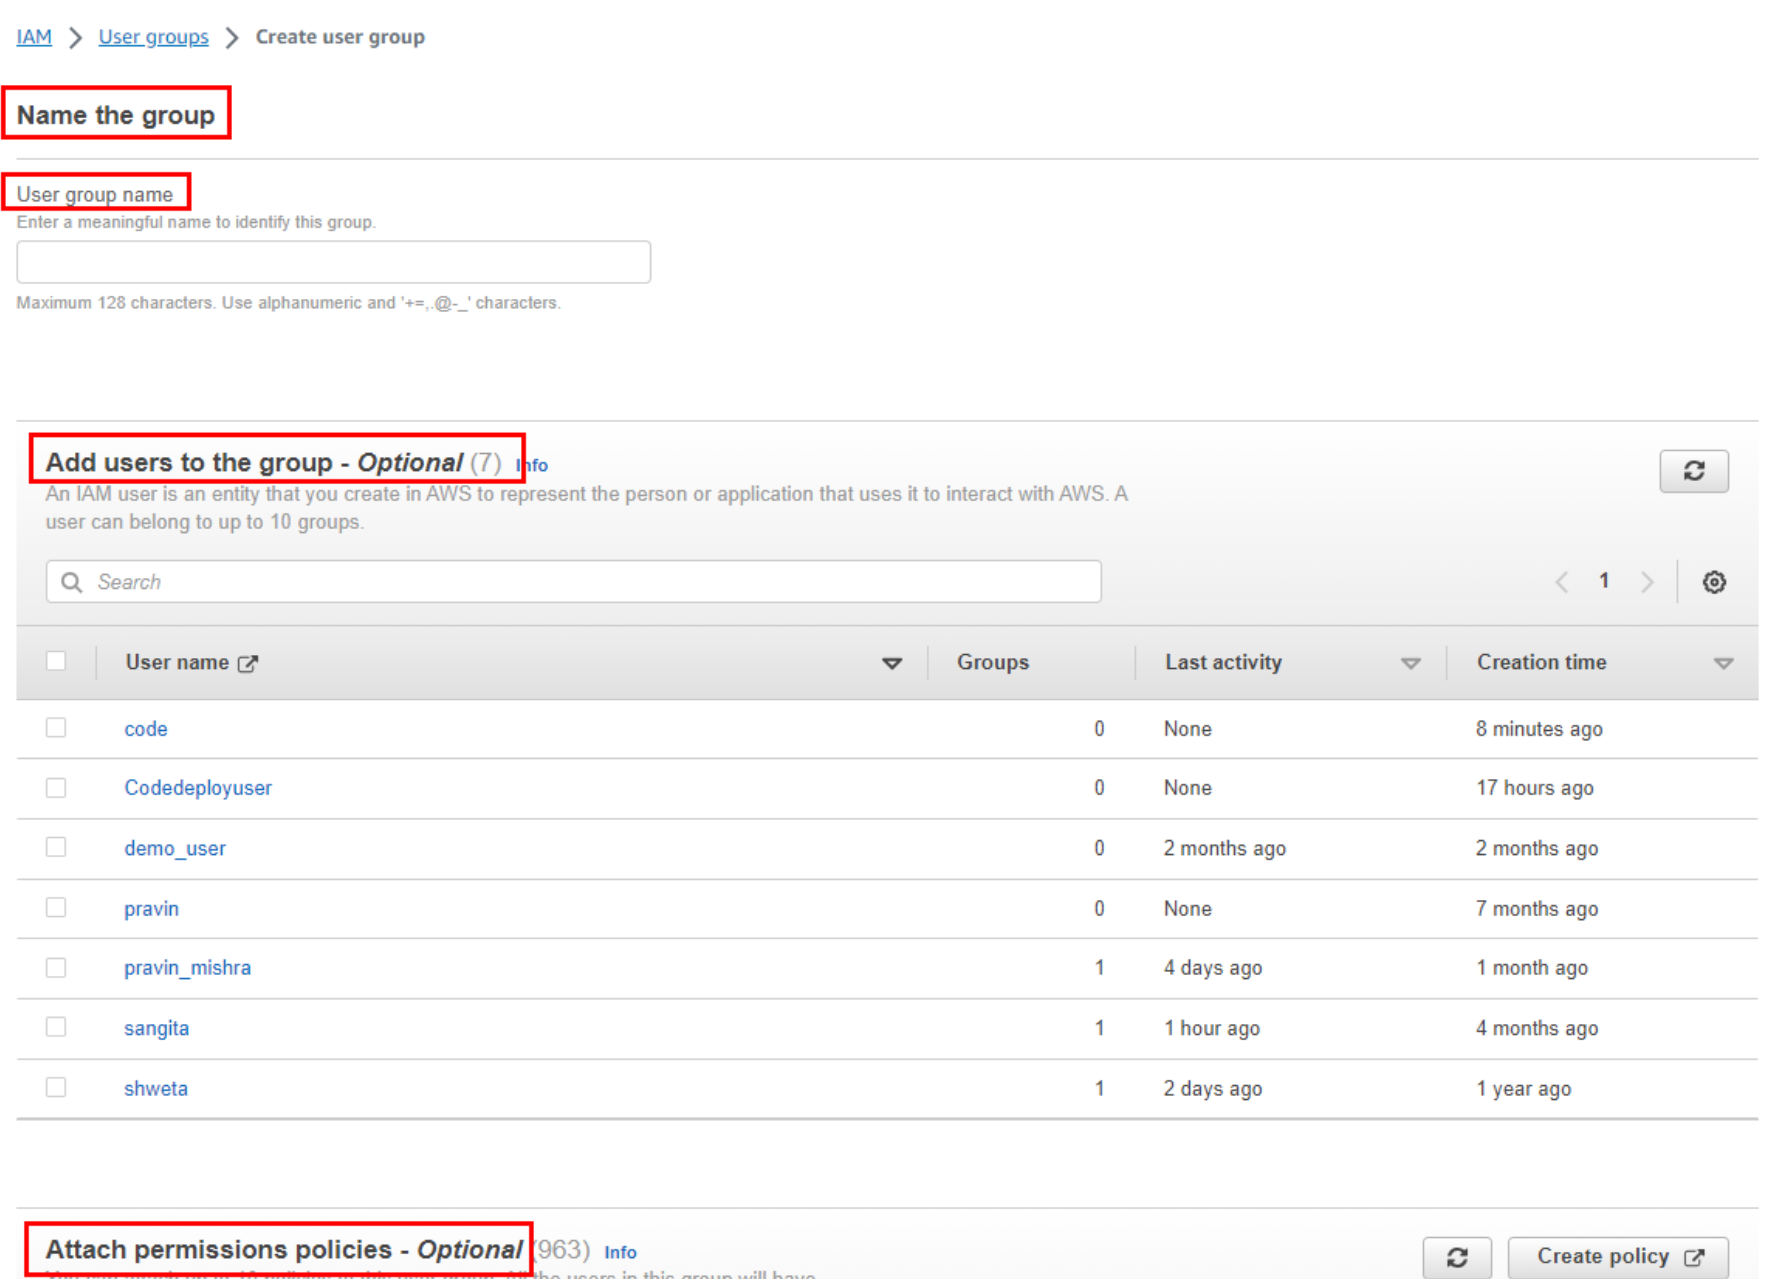 IAM > User groups > Create user group
Name the group
User group name
Enter a meaningful name to identify this group.
Maximum 128 characters. Use alphanumeric and '+=,.@-_' characters.
Add users to the group - Optional (7) Info
An IAM user is an entity that you create in AWS to represent the person or application that uses it to interact with AWS. A
user can belong to up to 10 groups.
Search
1
User name Groups Last activity Creation time
code 0 None 8 minutes ago
Codedeployuser 0 None 17 hours ago
demo_user 0 2 months ago 2 months ago
pravin 0 None 7 months ago
pravin_mishra 1 4 days ago 1 month ago
sangita 1 1 hour ago 4 months ago
shweta 1 2 days ago 1 year ago
Attach permissions policies - Optional (963) Info
Create policy
the users in this group will have